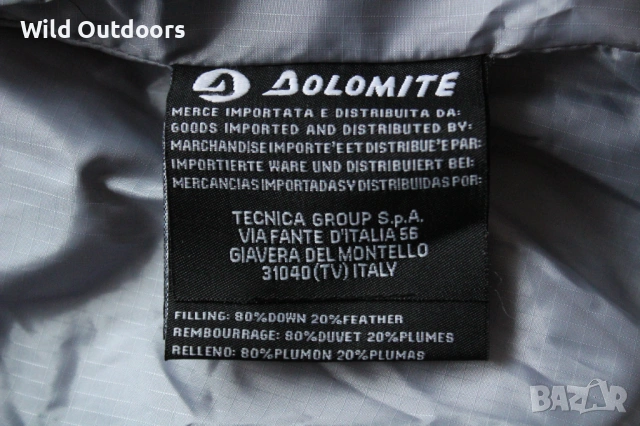 Wild Outdoors
DOLOMITE
MERCE IMPORTATA E DISTRIBUITA DA:
GOODS IMPORTED AND DISTRIBUTED BY:
MARCHANDISE IMPORTE'E ET DISTRIBUE'E PAR:
IMPORTIERTE WARE UND DISTRIBUIERT BEI:
MERCANCIAS IMPORTADAS Y DISTRIBUIDAS POR:
TECNICA GROUP S.p.A.
VIA FANTE D'ITALIA 56
GIAVERA DEL MONTELLO
31040 (TV) ITALY
FILLING: 80%DOWN 20%FEATHER
REMBOURRAGE: 80%DUVET 20%PLUMES
RELLENO: 80%PLUMON 20%PLUMAS
BAZAR